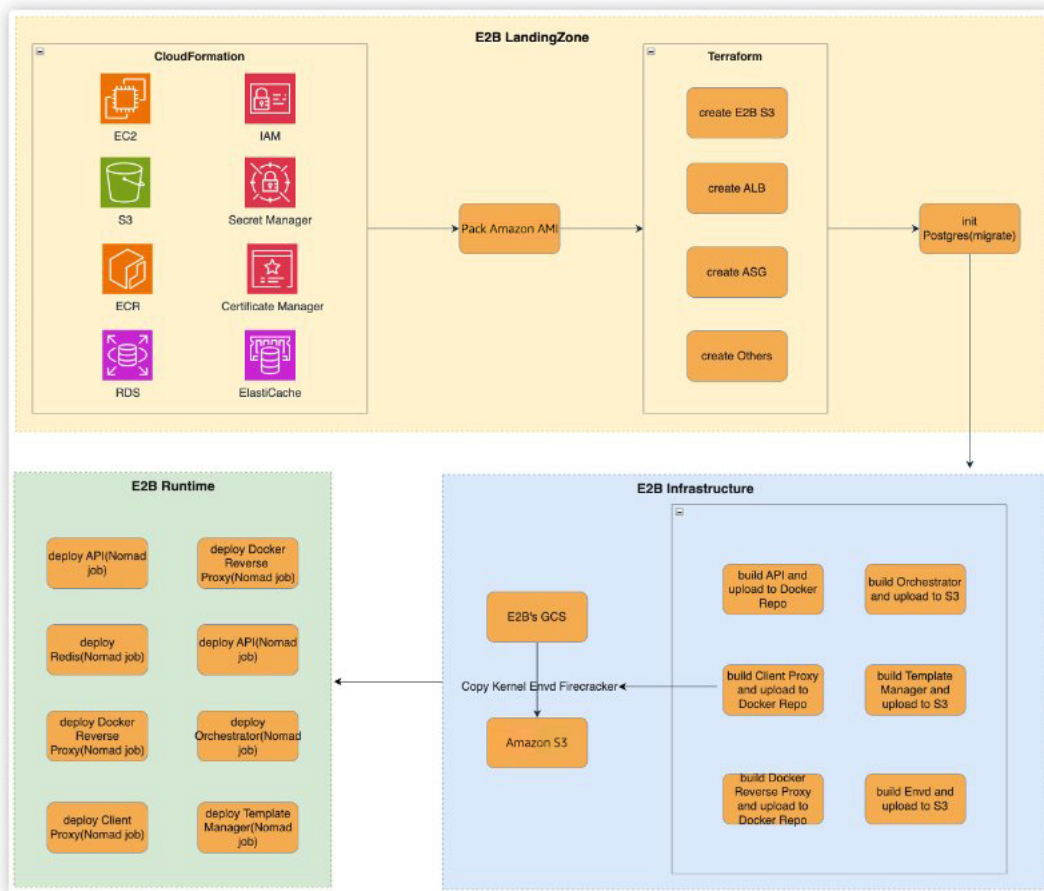 E2B LandingZone
CloudFormation
EC2
IAM
S3
Secret Manager
ECR
Certificate Manager
RDS
ElastiCache
Pack Amazon AMI
Terraform
create E2B S3
create ALB
create ASG
create Others
init
Postgres(migrate)
E2B Runtime
deploy API(Nomad
job)
deploy Docker
Reverse
Proxy(Nomad job)
deploy
Redis(Nomad job)
deploy API(Nomad
job)
deploy Docker
Reverse
Proxy(Nomad job)
deploy
Orchestrator(Nomad
job)
deploy Client
Proxy(Nomad job)
deploy Template
Manager(Nomad
job)
E2B Infrastructure
E2B's GCS
Copy Kernel Envd Firecracker
Amazon S3
build API and
upload to Docker
Repo
build Orchestrator
and upload to S3
build Client Proxy
and upload to
Docker Repo
build Template
Manager and
upload to S3
build Docker
Reverse Proxy
and upload to
Docker Repo
build Envd and
upload to S3